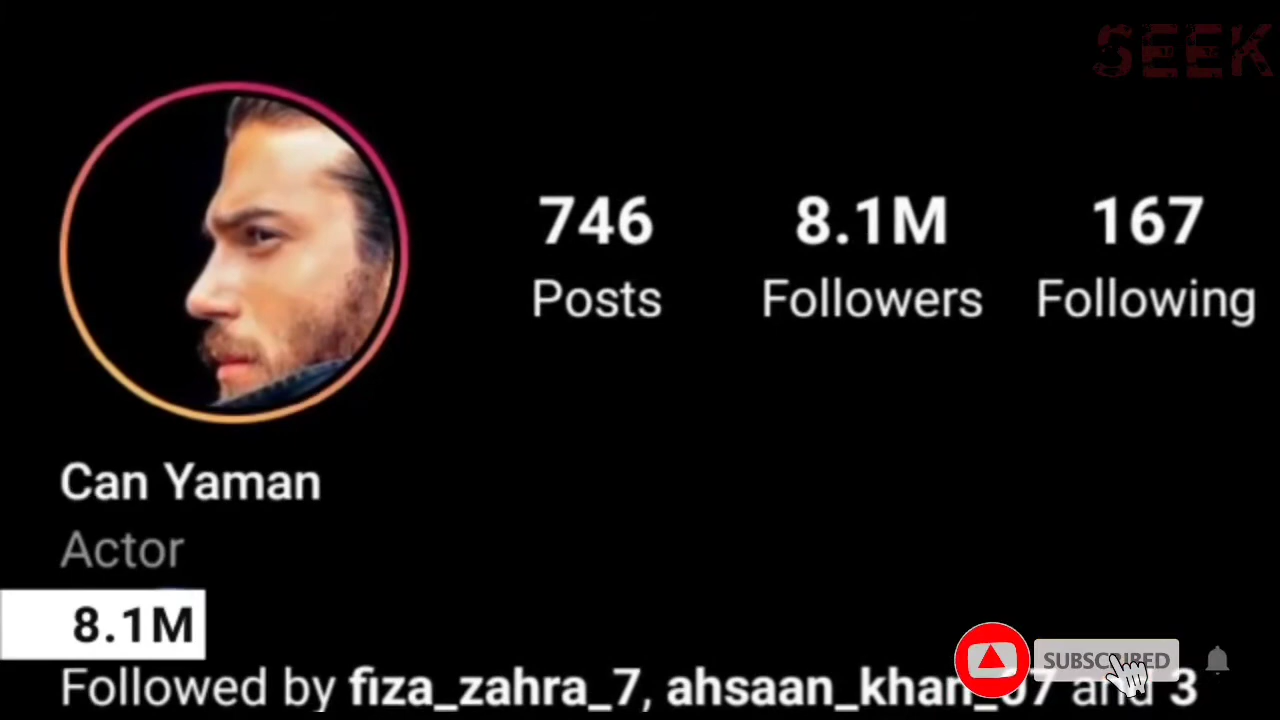 SEEK
746 8.1M 167
Posts Followers Following
Can Yaman
Actor
8.1M
Followed by fiza_zahra_7, ahsaan_khan_07 and 3
SUBSCRIBED